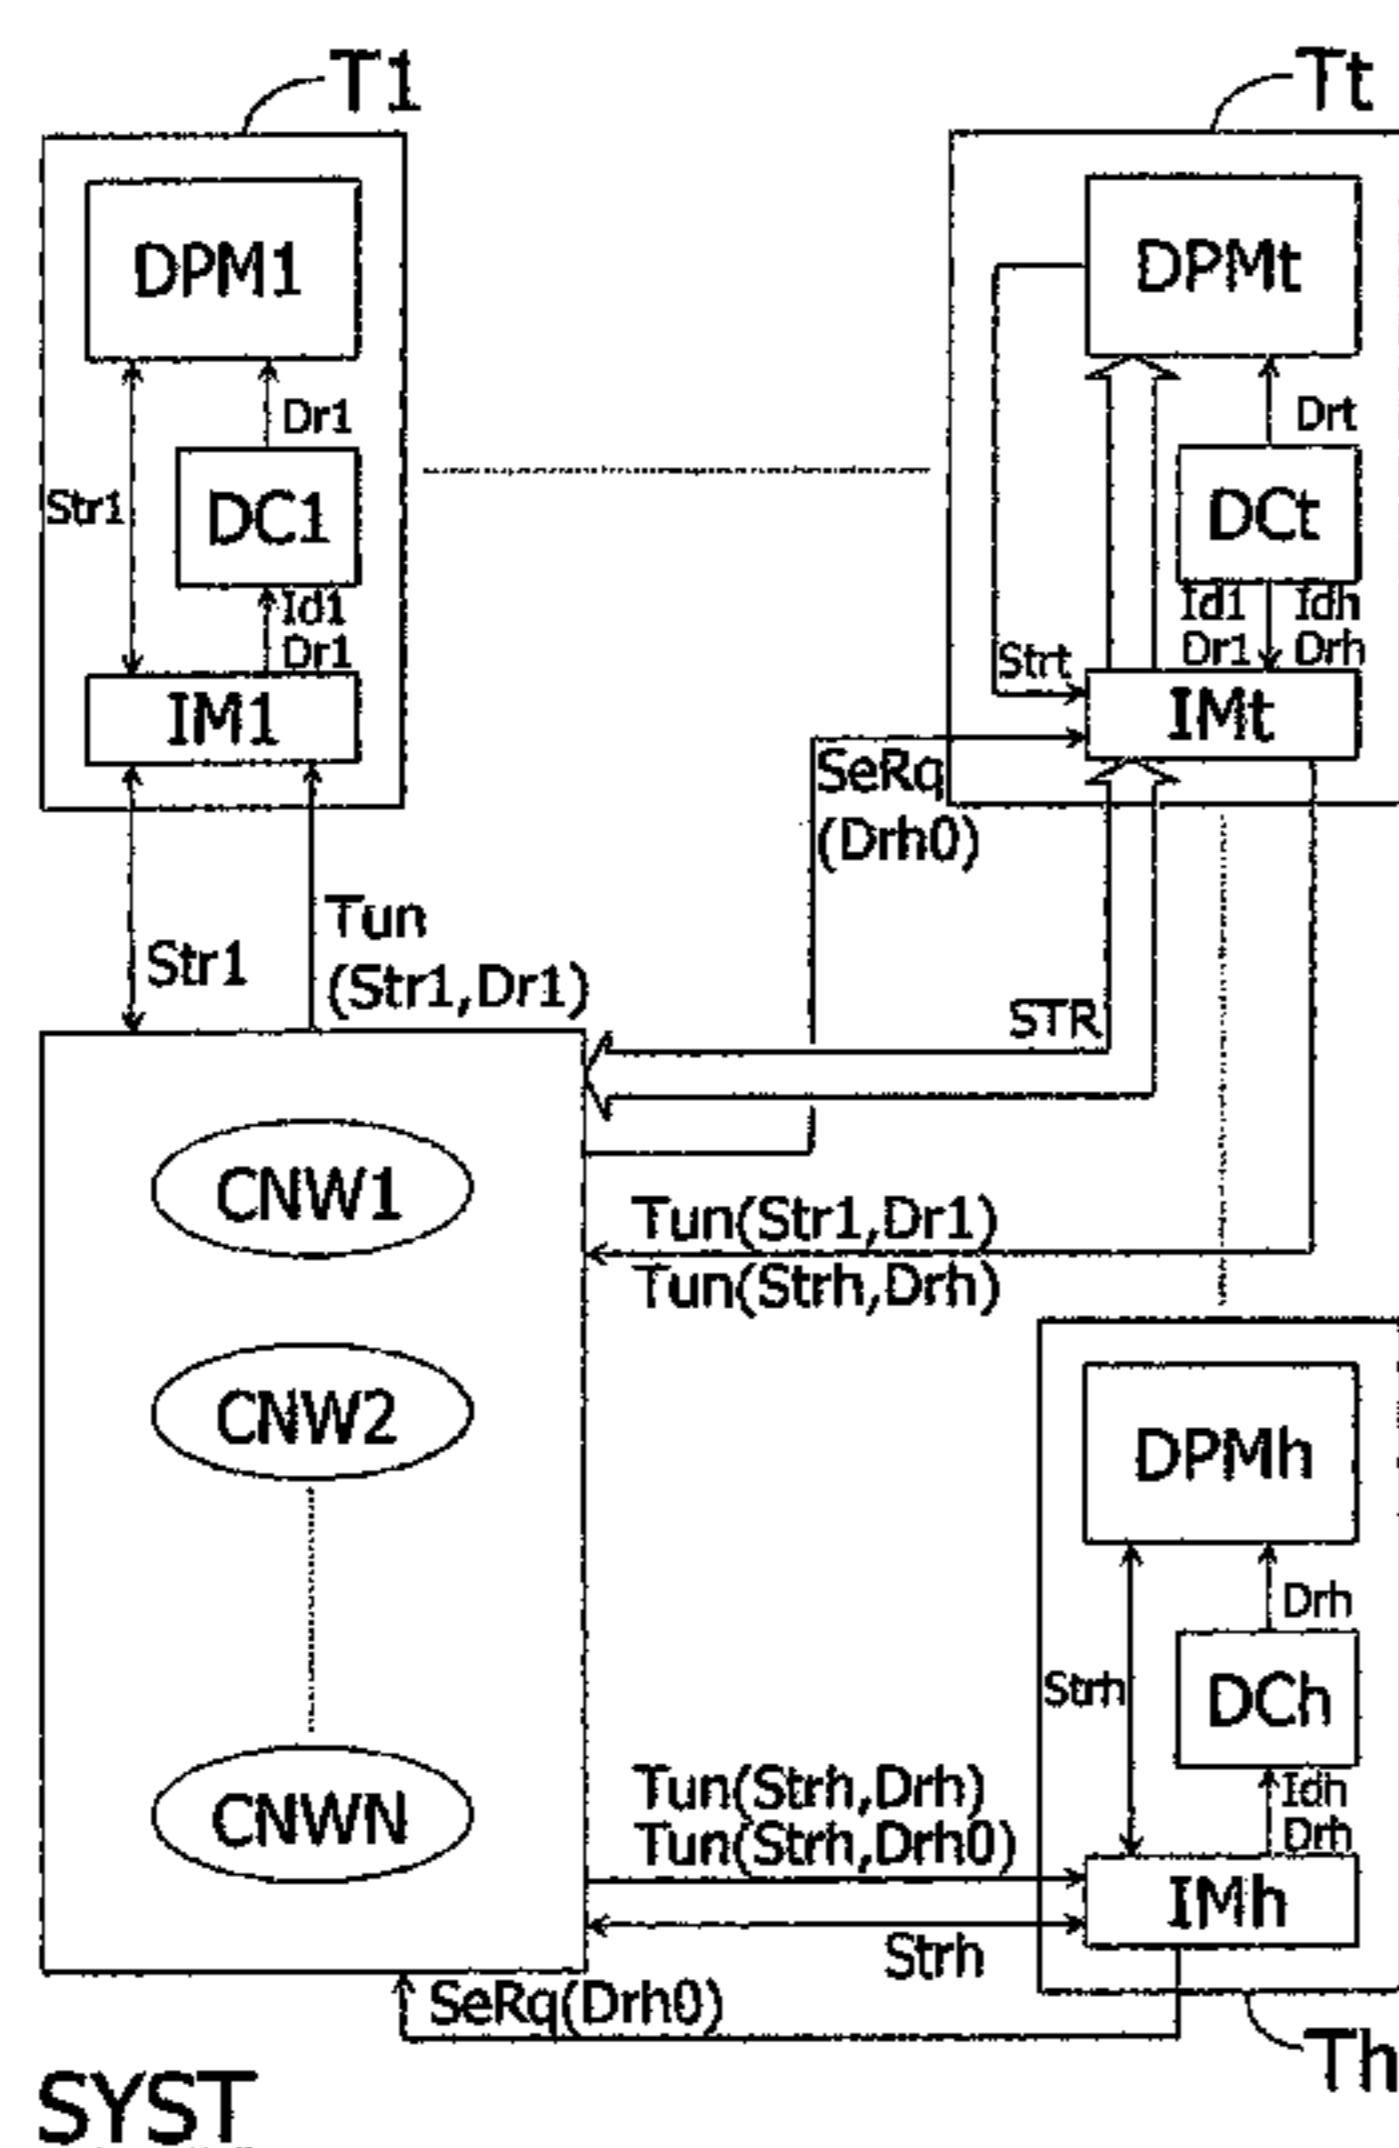 T1
Tt
DPM1
DPMt
Dr1
Drt
Str1
DC1
DCt
Id1
Dr1
Id1
Idh
Dr1
Drh
Strt
IM1
IMt
SeRq
(Drh0)
Tun
(Str1,Dr1)
Str1
STR
CNW1
Tun(Str1,Dr1)
Tun(Strh,Drh)
CNW2
DPMh
Drh
Strh
DCh
Tun(Strh,Drh)
Tun(Strh,Drh0)
Idh
Drh
CNWN
IMh
Strh
SeRq(Drh0)
Th
SYST